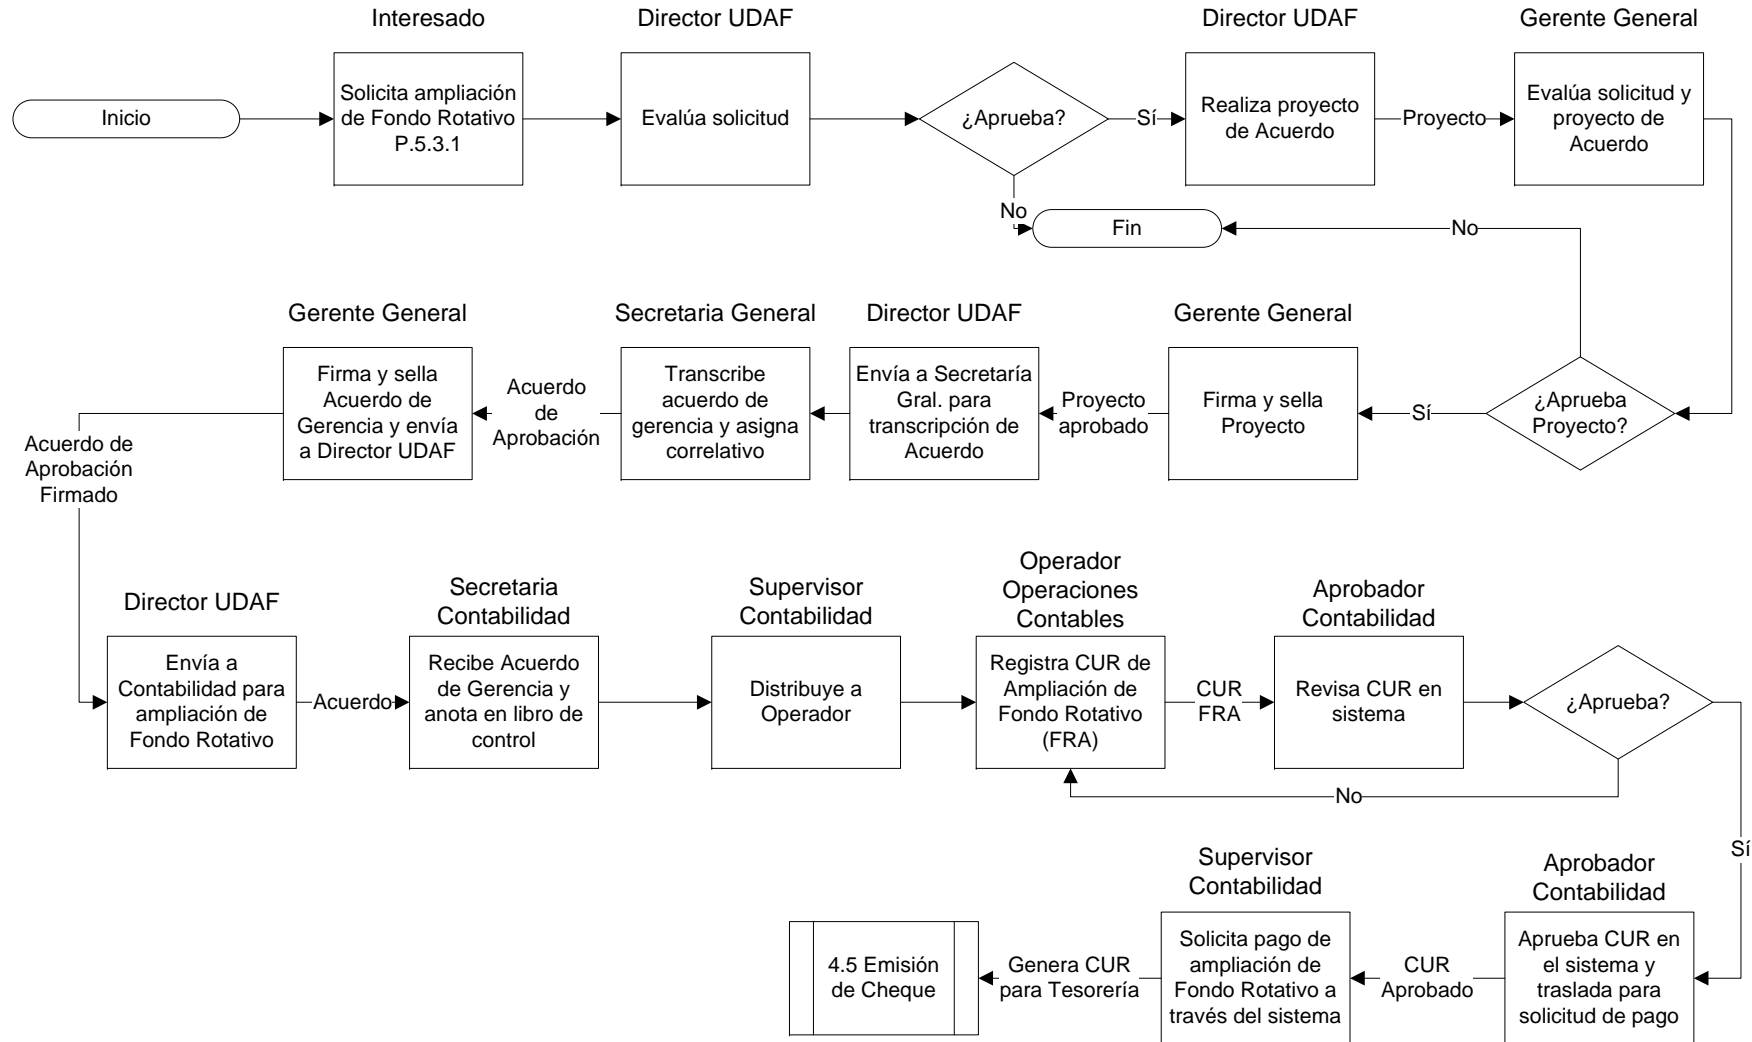 Interesado
Director UDAF
Director UDAF
Gerente General
Inicio
Solicita ampliación
de Fondo Rotativo
P.5.3.1
Evalúa solicitud
¿Aprueba?
Sí
Realiza proyecto
de Acuerdo
Proyecto
Evalúa solicitud y
proyecto de
Acuerdo
No
Fin
No
Gerente General
Secretaria General
Director UDAF
Gerente General
Firma y sella
Acuerdo de
Gerencia y envía
a Director UDAF
Acuerdo
de
Aprobación
Transcribe
acuerdo de
gerencia y asigna
correlativo
Envía a Secretaría
Gral. para
transcripción de
Acuerdo
Proyecto
aprobado
Firma y sella
Proyecto
Sí
¿Aprueba
Proyecto?
Acuerdo de
Aprobación
Firmado
Director UDAF
Secretaria
Contabilidad
Supervisor
Contabilidad
Operador
Operaciones
Contables
Aprobador
Contabilidad
Envía a
Contabilidad para
ampliación de
Fondo Rotativo
Acuerdo
Recibe Acuerdo
de Gerencia y
anota en libro de
control
Distribuye a
Operador
Registra CUR de
Ampliación de
Fondo Rotativo
(FRA)
CUR
FRA
Revisa CUR en
sistema
¿Aprueba?
No
Sí
Supervisor
Contabilidad
Aprobador
Contabilidad
4.5 Emisión
de Cheque
Genera CUR
para Tesorería
Solicita pago de
ampliación de
Fondo Rotativo a
través del sistema
CUR
Aprobado
Aprueba CUR en
el sistema y
traslada para
solicitud de pago